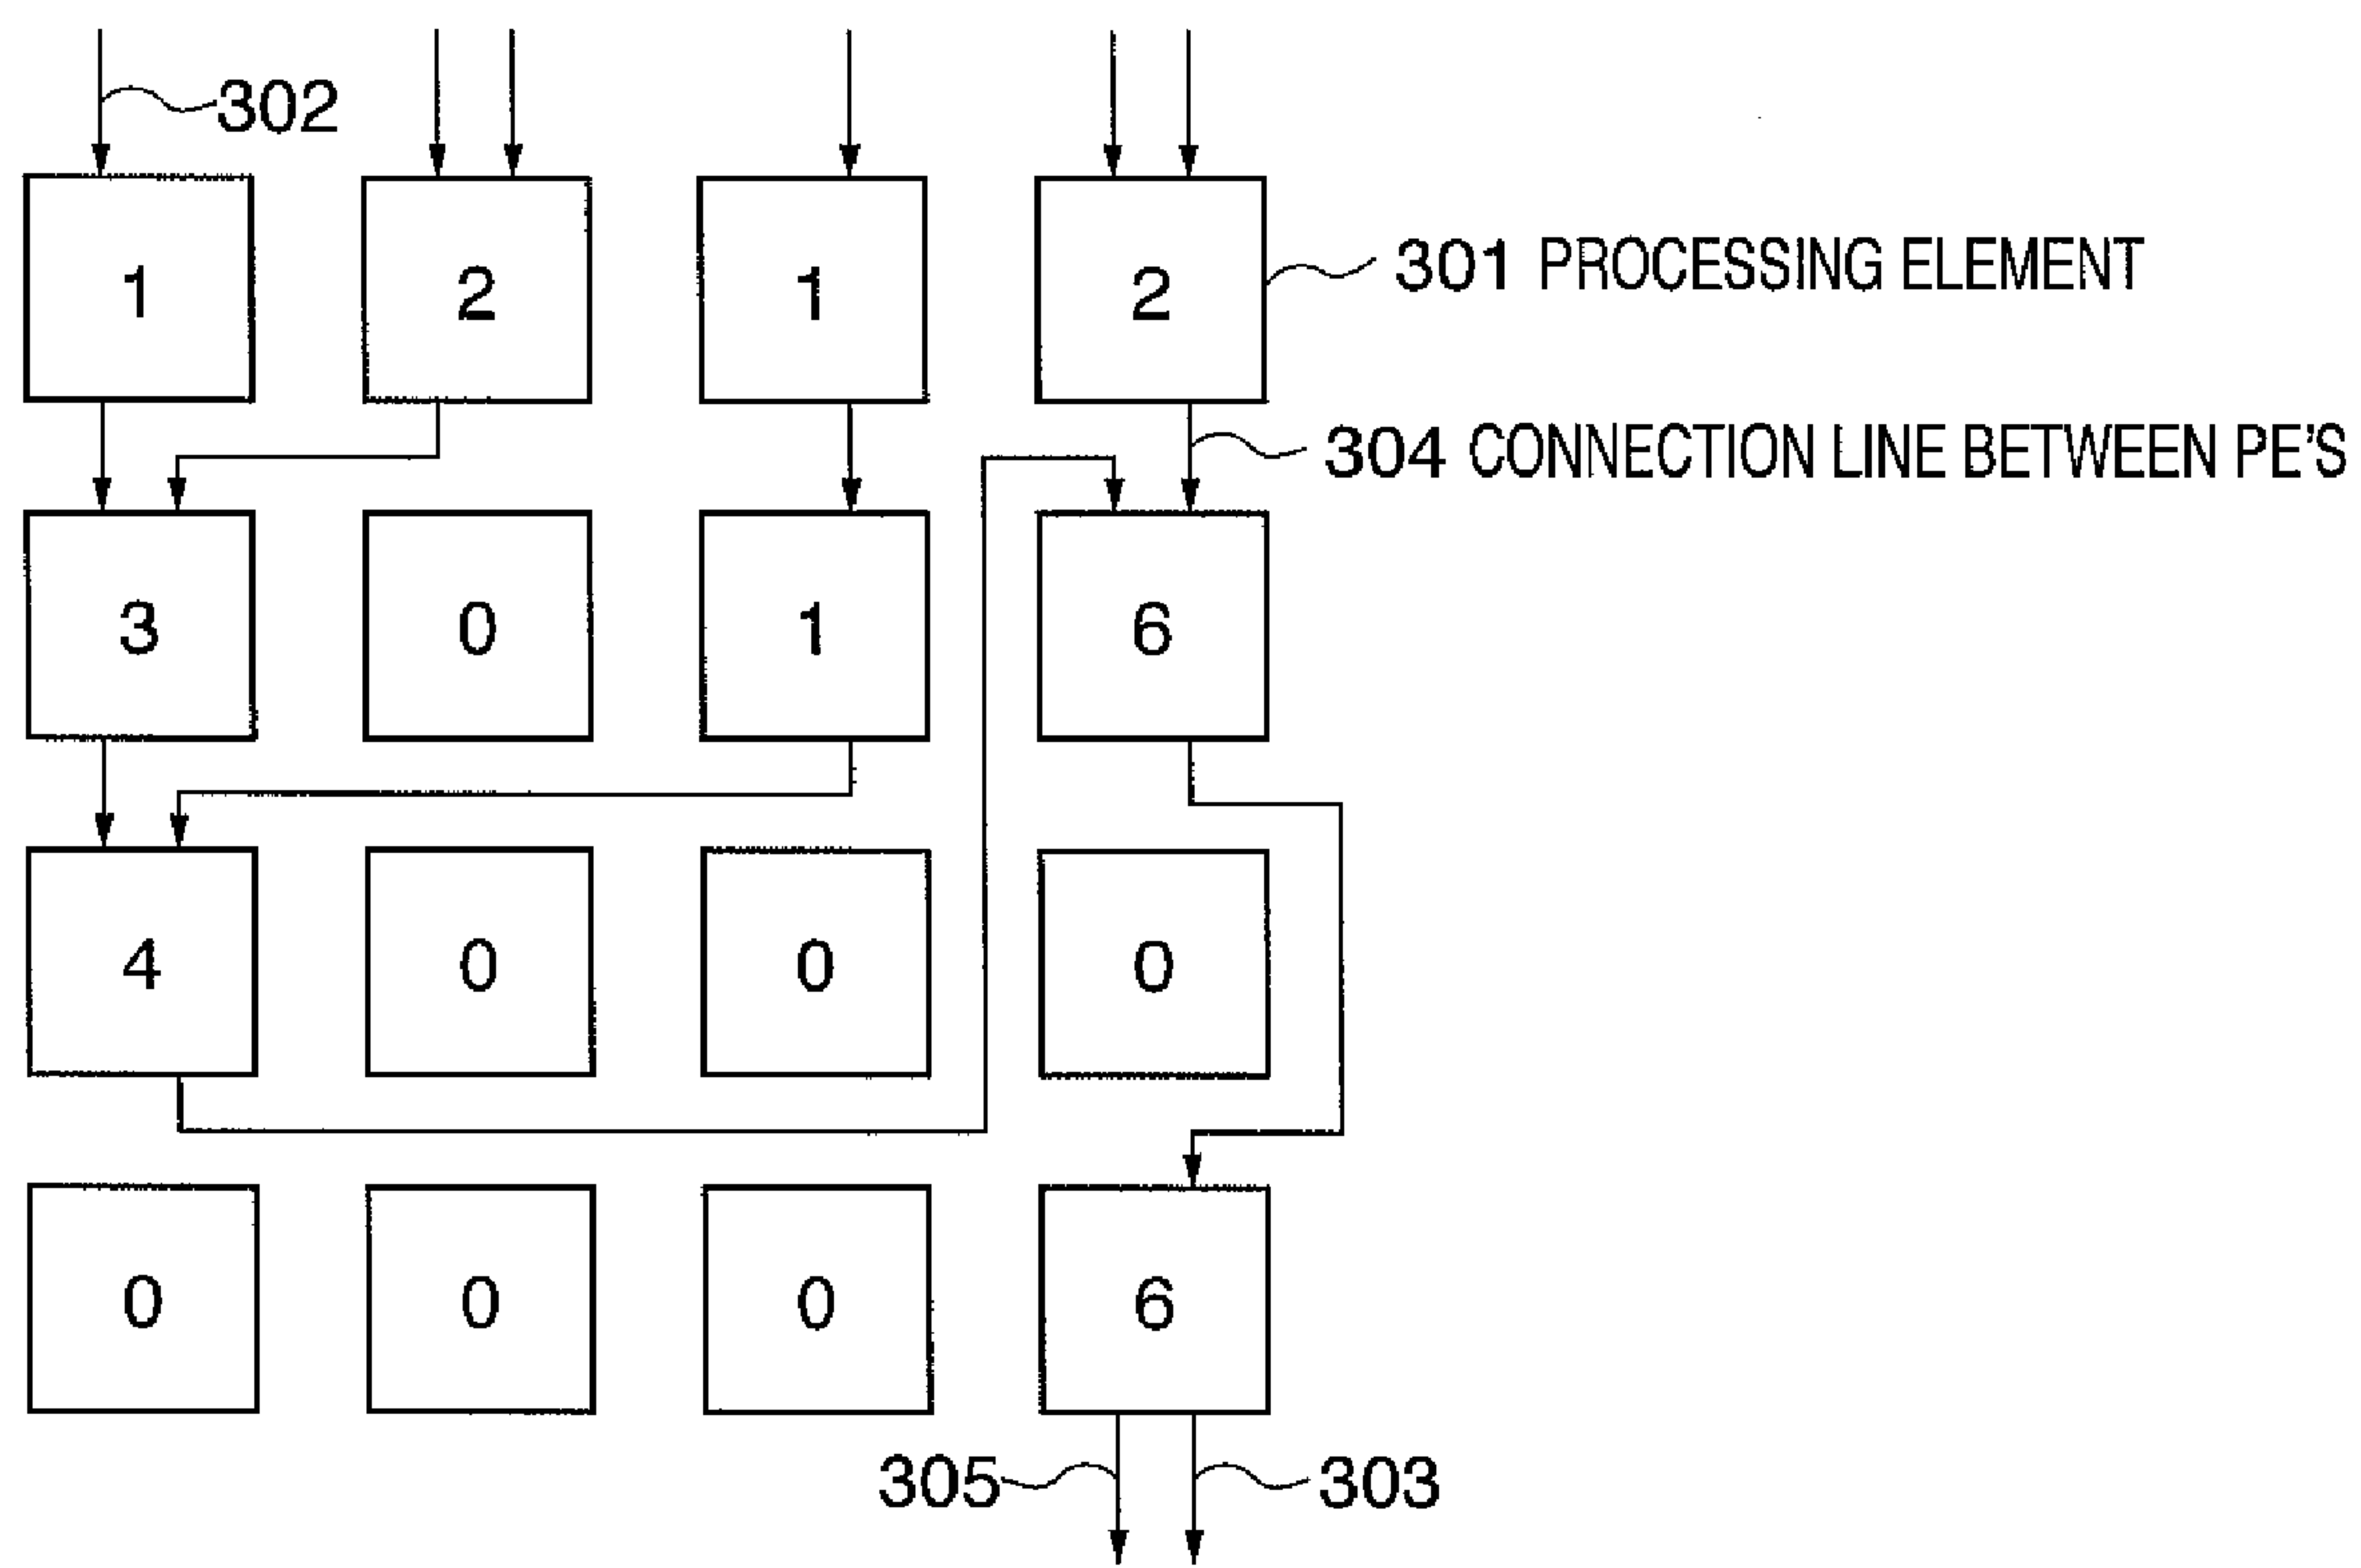 302
1 2 1 2
301 PROCESSING ELEMENT
304 CONNECTION LINE BETWEEN PE'S
3 0 1 6
4 0 0 0
0 0 0 6
305 303